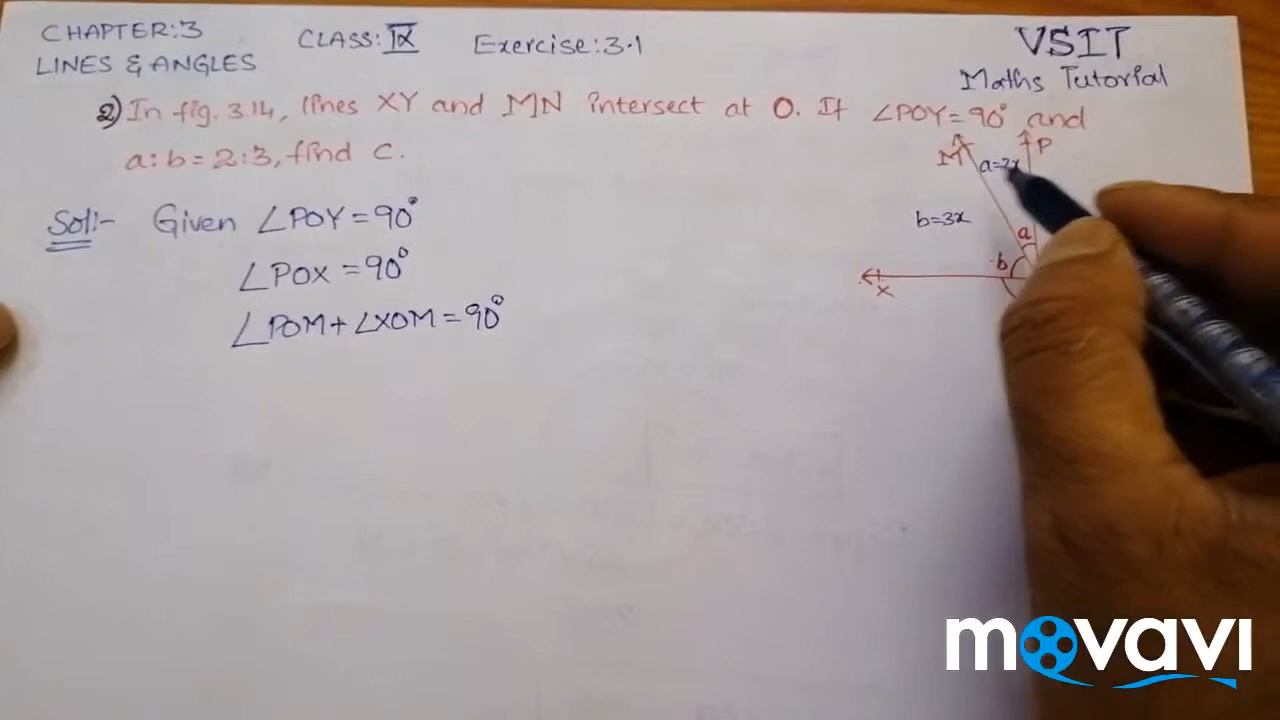 CHAPTER:3 CLASS: IX Exercise:3.1 VSIT
LINES & ANGLES Maths Tutorial
2) In fig. 3.14, lines XY and MN intersect at O. If ∠POY=90° and
a:b=2:3, find c.
Sol:- Given ∠POY=90°
∠POX=90°
∠POM+∠XOM=90°
M P
a=2x
b=3x
a
b
X
movavi